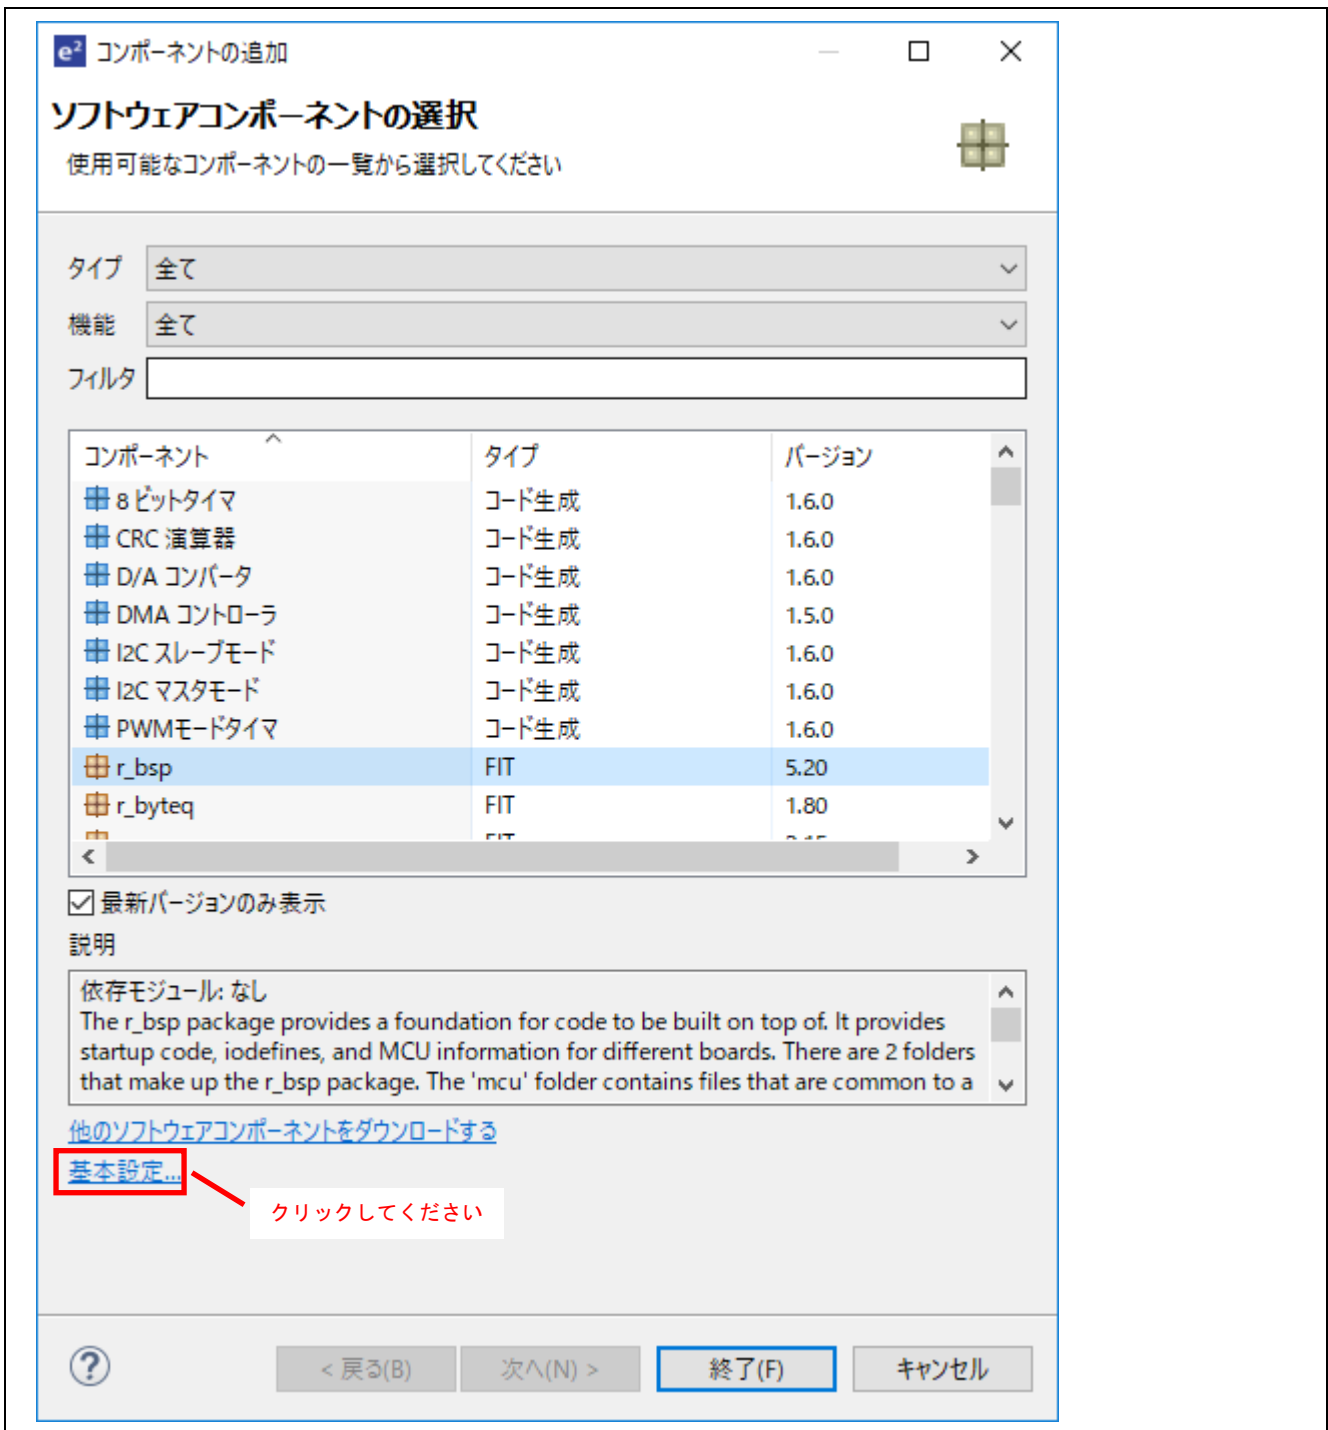 e² コンポーネントの追加
ソフトウェアコンポーネントの選択
使用可能なコンポーネントの一覧から選択してください
タイプ 全て
機能 全て
フィルタ
コンポーネント タイプ バージョン
8 ビットタイマ コード生成 1.6.0
CRC 演算器 コード生成 1.6.0
D/A コンバータ コード生成 1.6.0
DMA コントローラ コード生成 1.5.0
I2C スレーブモード コード生成 1.6.0
I2C マスタモード コード生成 1.6.0
PWMモードタイマ コード生成 1.6.0
r_bsp FIT 5.20
r_byteq FIT 1.80
最新バージョンのみ表示
説明
依存モジュール: なし
The r_bsp package provides a foundation for code to be built on top of. It provides
startup code, iodefines, and MCU information for different boards. There are 2 folders
that make up the r_bsp package. The 'mcu' folder contains files that are common to a
他のソフトウェアコンポーネントをダウンロードする
基本設定...
クリックしてください
? < 戻る(B) 次へ(N) > 終了(F) キャンセル